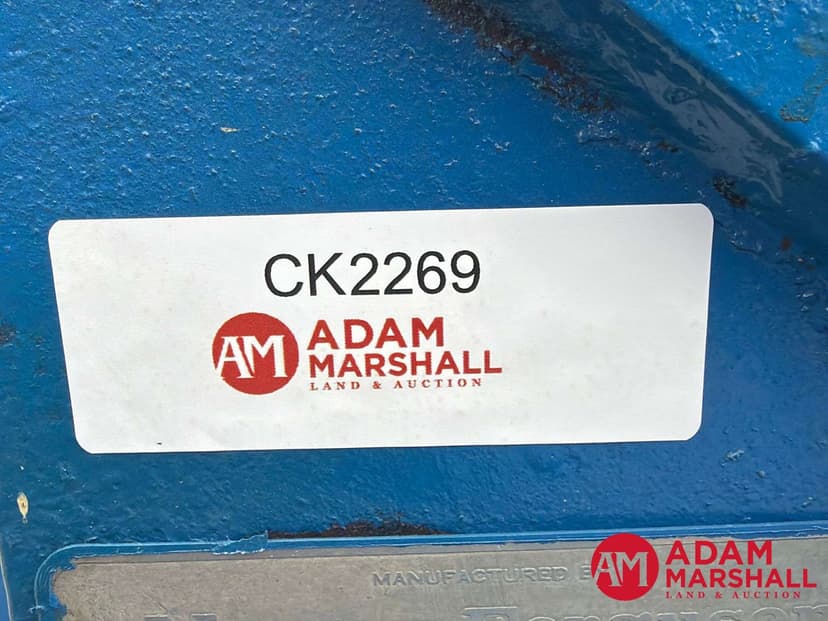 CK2269
AM
ADAM
MARSHALL
LAND & AUCTION
MANUFACTURED B
AM
ADAM
MARSHALL
LAND & AUCTION